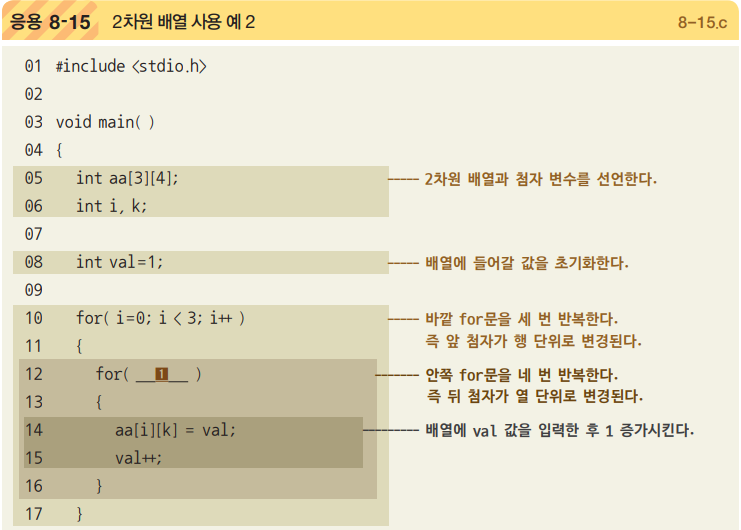 응용 8-15 2차원 배열 사용 예 2 8-15.c
01 #include <stdio.h>
02
03 void main( )
04 {
05 int aa[3][4]; 2차원 배열과 첨자 변수를 선언한다.
06 int i, k;
07
08 int val=1; 배열에 들어갈 값을 초기화한다.
09
10 for( i=0; i < 3; i++ ) 바깥 for문을 세 번 반복한다.
11 { 즉 앞 첨자가 행 단위로 변경된다.
12 for( __1__ ) 안쪽 for문을 네 번 반복한다.
13 { 즉 뒤 첨자가 열 단위로 변경된다.
14 aa[i][k] = val; 배열에 val 값을 입력한 후 1 증가시킨다.
15 val++;
16 }
17 }